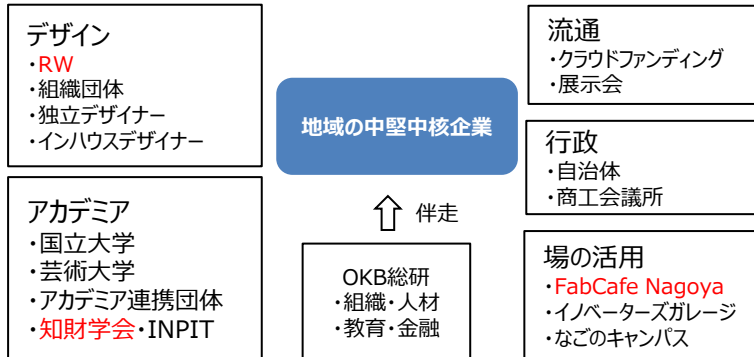 デザイン
・RW
・組織団体
・独立デザイナー
・インハウスデザイナー
アカデミア
・国立大学
・芸術大学
・アカデミア連携団体
・知財学会・INPIT
地域の中堅中核企業
伴走
OKB総研
・組織・人材
・教育・金融
流通
・クラウドファンディング
・展示会
行政
・自治体
・商工会議所
場の活用
・FabCafe Nagoya
・イノベーターズガレージ
・なごのキャンパス